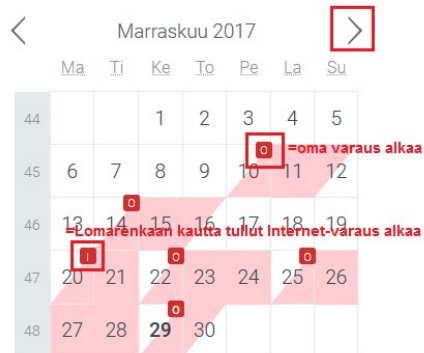 Marraskuu 2017
Ma Ti Ke To Pe La Su
44 1 2 3 4 5
O =oma varaus alkaa
45 6 7 8 9 10 11 12
O
46 13 14 15 16 17 18 19
=Lomarenkaan kautta tullut Internet-varaus alkaa
I O O
47 20 21 22 23 24 25 26
O
48 27 28 29 30